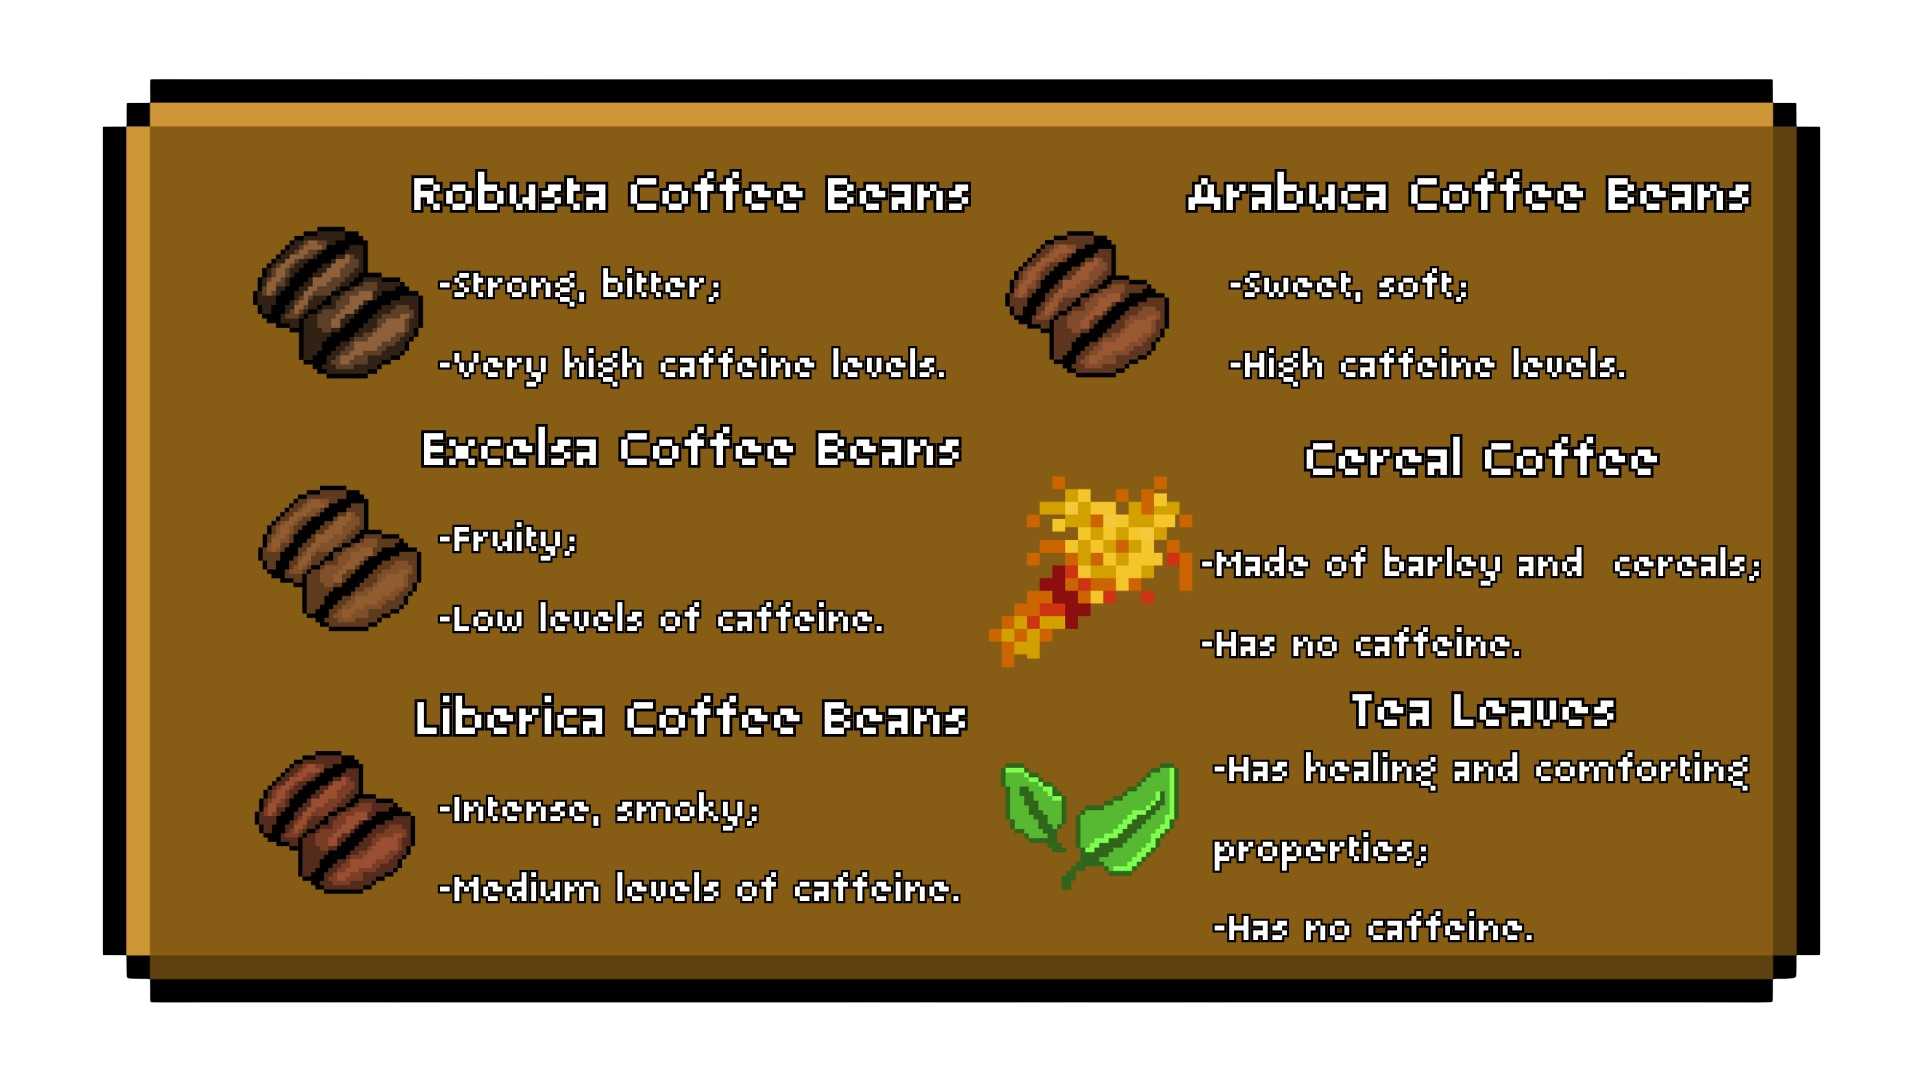 Robusta Coffee Beans
-Strong, bitter;
-Very high caffeine levels.
Excelsa Coffee Beans
-Fruity;
-Low levels of caffeine.
Liberica Coffee Beans
-Intense, smoky;
-Medium levels of caffeine.
Arabuca Coffee Beans
-Sweet, soft;
-High caffeine levels.
Cereal Coffee
-Made of barley and cereals;
-Has no caffeine.
Tea Leaves
-Has healing and comforting
properties;
-Has no caffeine.